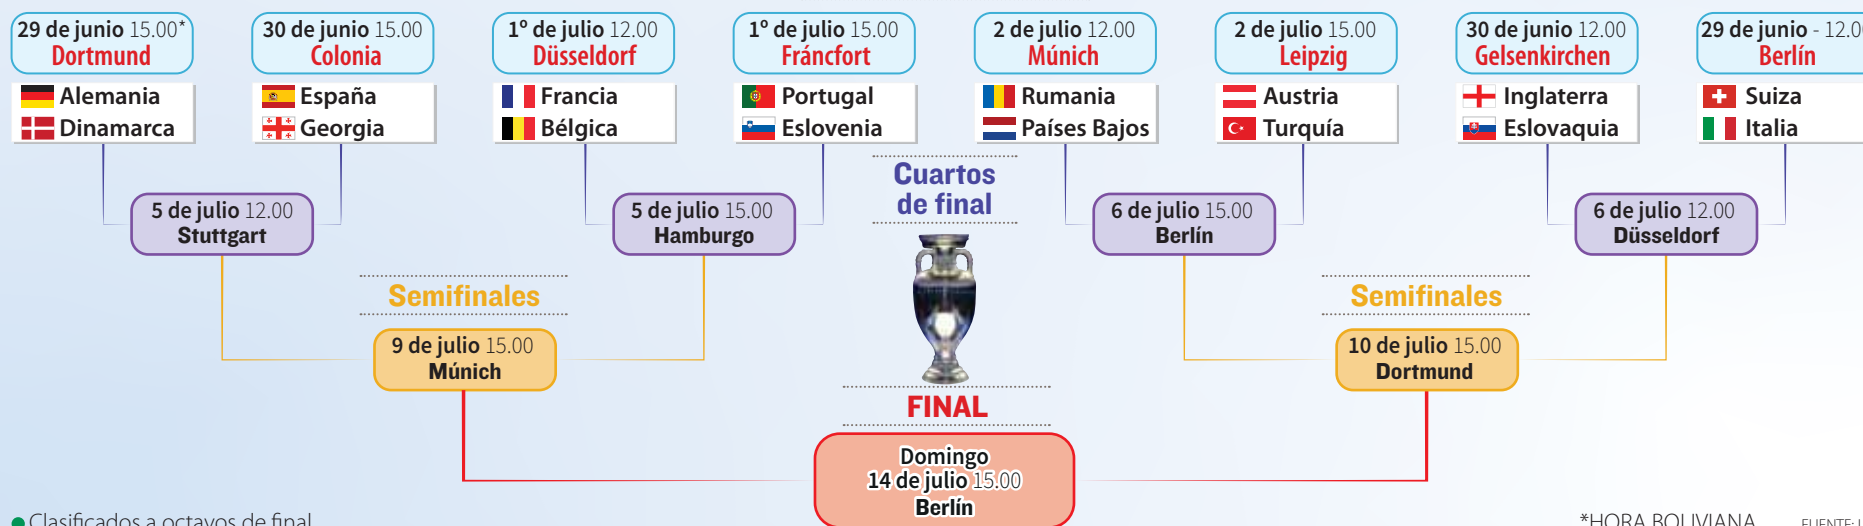 29 de junio 15.00*
Dortmund
Alemania
Dinamarca
30 de junio 15.00
Colonia
España
Georgia
1º de julio 12.00
Düsseldorf
Francia
Bélgica
1º de julio 15.00
Fráncfort
Portugal
Eslovenia
2 de julio 12.00
Múnich
Rumania
Países Bajos
2 de julio 15.00
Leipzig
Austria
Turquía
30 de junio 12.00
Gelsenkirchen
Inglaterra
Eslovaquia
29 de junio - 12.00
Berlín
Suiza
Italia
Cuartos
de final
5 de julio 12.00
Stuttgart
5 de julio 15.00
Hamburgo
6 de julio 15.00
Berlín
6 de julio 12.00
Düsseldorf
Semifinales
Semifinales
9 de julio 15.00
Múnich
10 de julio 15.00
Dortmund
FINAL
Domingo
14 de julio 15.00
Berlín
Clasificados a octavos de final
*HORA BOLIVIANA
FUENTE: